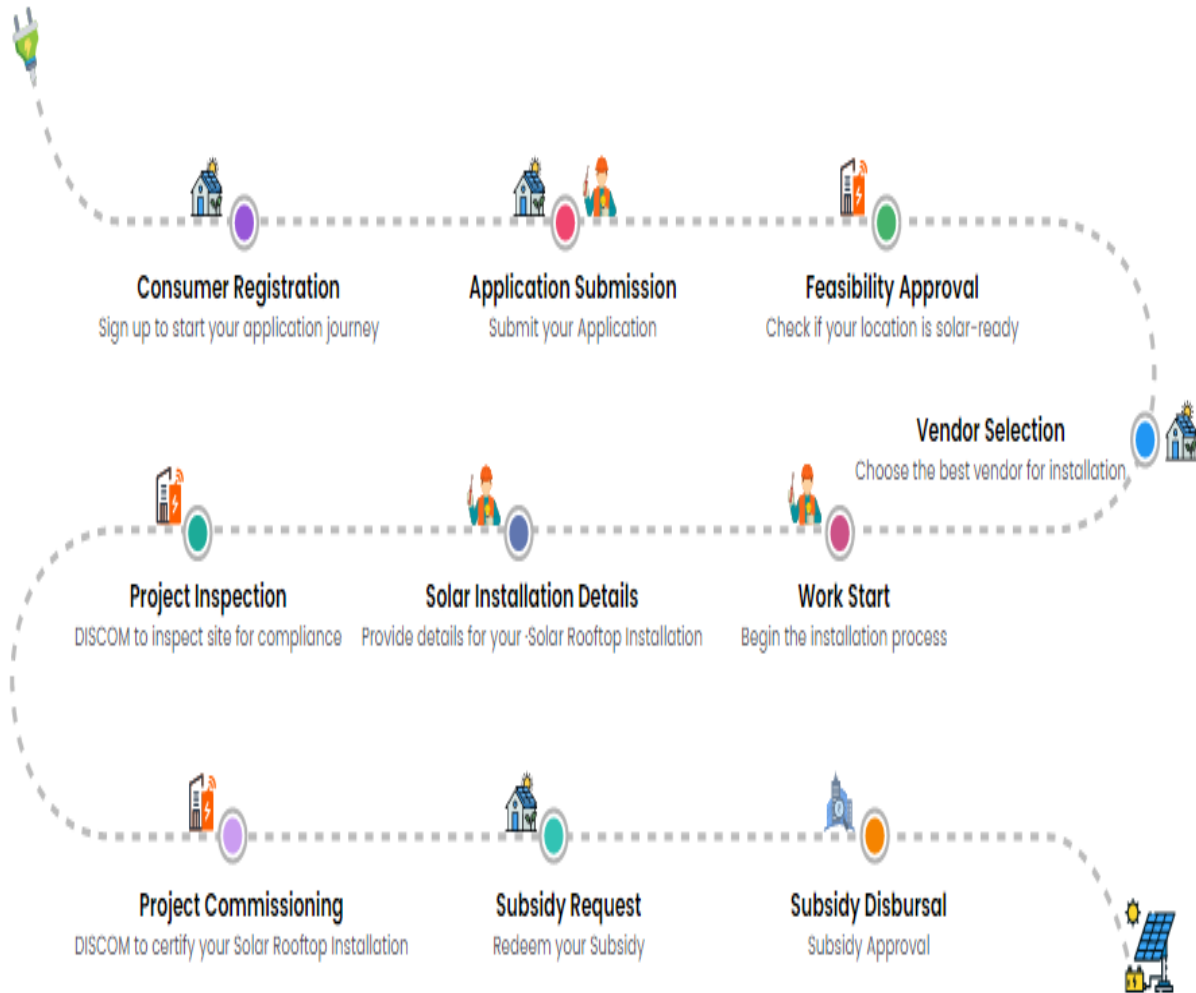 Consumer Registration
Sign up to start your application journey
Application Submission
Submit your Application
Feasibility Approval
Check if your location is solar-ready
Vendor Selection
Choose the best vendor for installation
Work Start
Begin the installation process
Solar Installation Details
Provide details for your -Solar Rooftop Installation
Project Inspection
DISCOM to inspect site for compliance
Project Commissioning
DISCOM to certify your Solar Rooftop Installation
Subsidy Request
Redeem your Subsidy
Subsidy Disbursal
Subsidy Approval